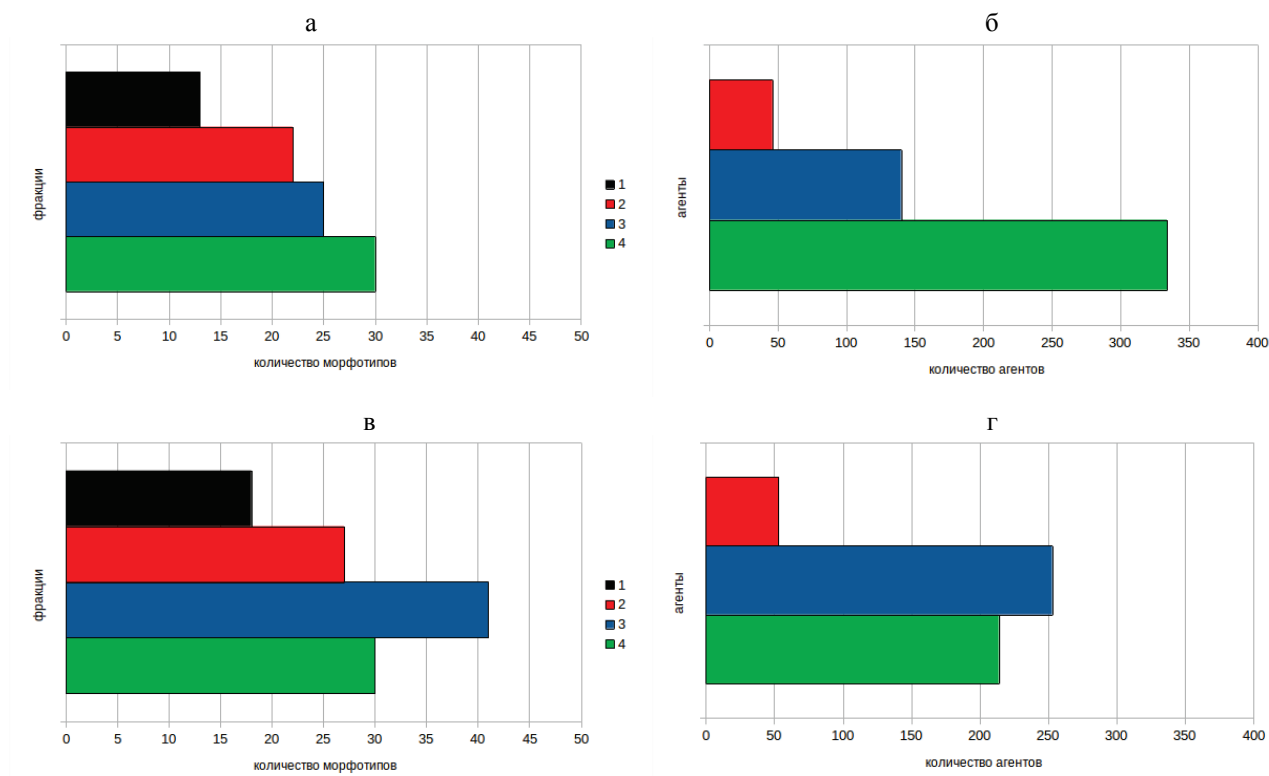 а
фракции
1
2
3
4
0 5 10 15 20 25 30 35 40 45 50
количество морфотипов
б
агенты
0 50 100 150 200 250 300 350 400
количество агентов
в
фракции
1
2
3
4
0 5 10 15 20 25 30 35 40 45 50
количество морфотипов
г
агенты
0 50 100 150 200 250 300 350 400
количество агентов